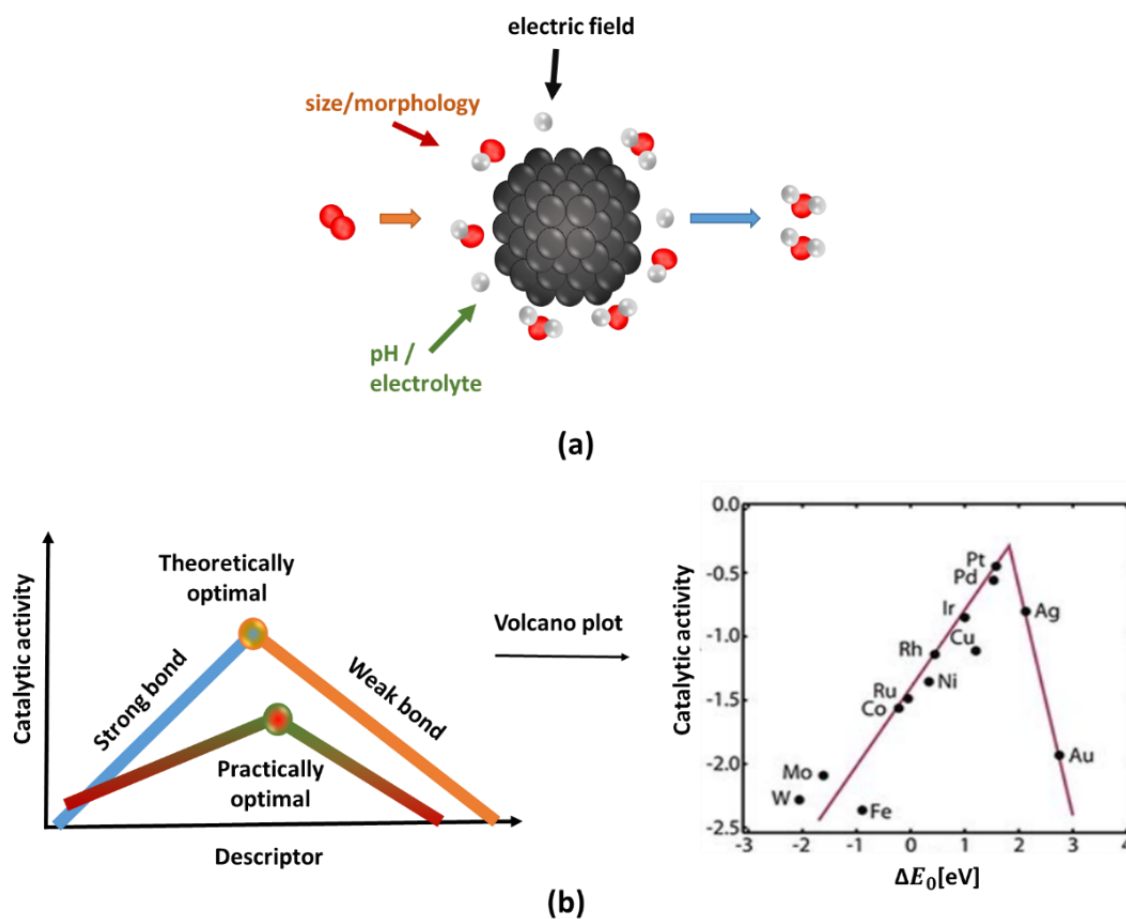 electric field
size/morphology
pH /
electrolyte
(a)
Catalytic activity
Theoretically
optimal
Strong bond
Weak bond
Practically
optimal
Descriptor
Volcano plot
Catalytic activity
0.0
-0.5
-1.0
-1.5
-2.0
-2.5
Pt
Pd
Ir
Ag
Cu
Rh
Ni
Ru
Co
Au
Mo
W
Fe
-3 -2 -1 0 1 2 3 4
ΔE₀[eV]
(b)